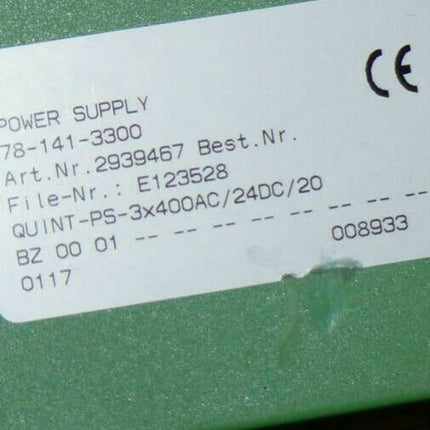 CE
POWER SUPPLY
78-141-3300
Art.Nr.2939467 Best.Nr.
File-Nr.: E123528
QUINT-PS-3x400AC/24DC/20
BZ 00 01 -- -- -- -- -- -- -- --
0117 008933